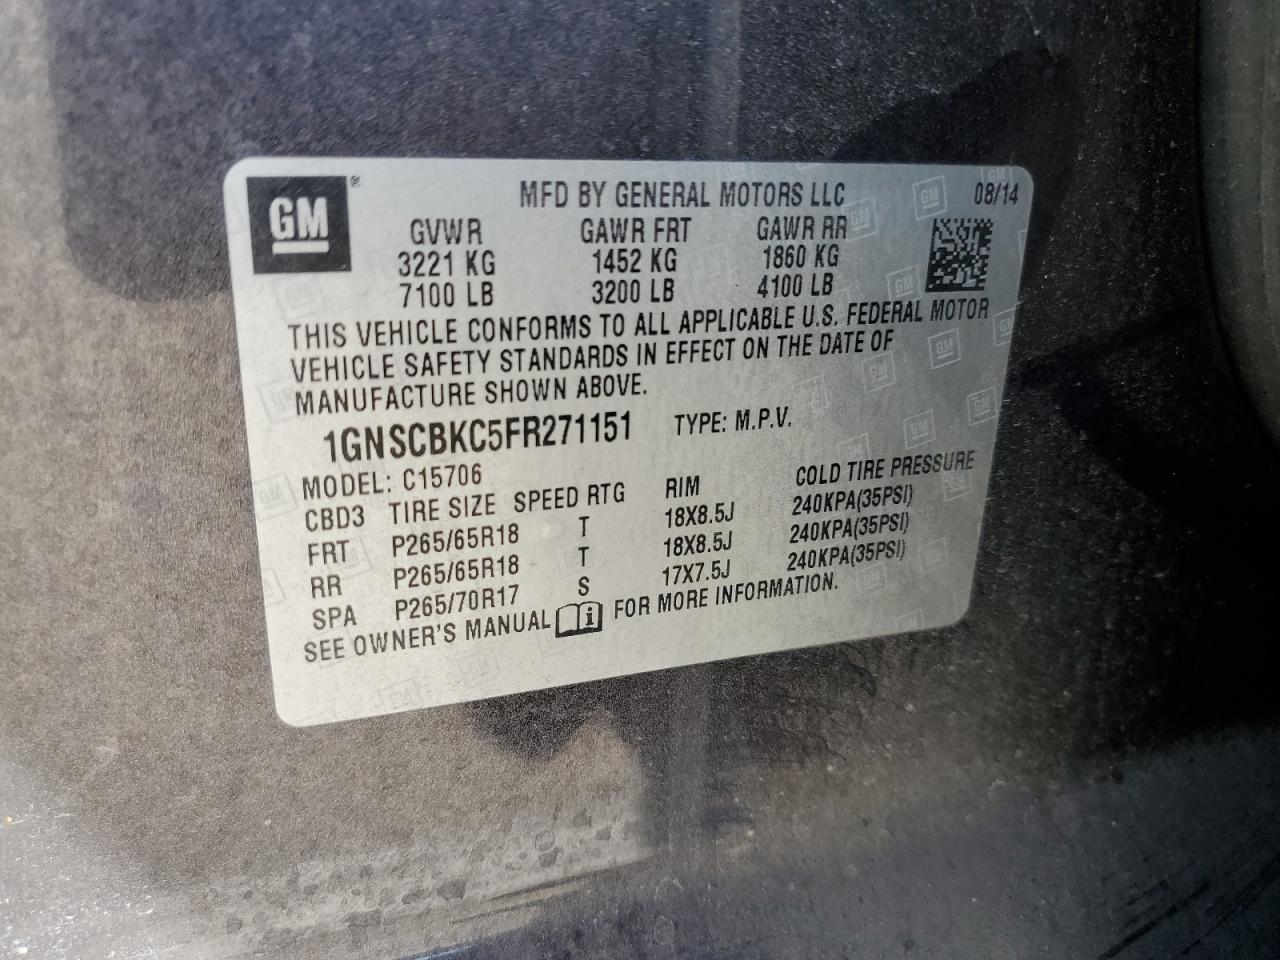 GM ® MFD BY GENERAL MOTORS LLC 08/14
GVWR GAWR FRT GAWR RR
3221 KG 1452 KG 1860 KG
7100 LB 3200 LB 4100 LB
THIS VEHICLE CONFORMS TO ALL APPLICABLE U.S. FEDERAL MOTOR
VEHICLE SAFETY STANDARDS IN EFFECT ON THE DATE OF
MANUFACTURE SHOWN ABOVE.
1GNSCBKC5FR271151 TYPE: M.P.V.
MODEL: C15706
CBD3 TIRE SIZE SPEED RTG RIM COLD TIRE PRESSURE
FRT P265/65R18 T 18X8.5J 240KPA(35PSI)
RR P265/65R18 T 18X8.5J 240KPA(35PSI)
SPA P265/70R17 S 17X7.5J 240KPA(35PSI)
SEE OWNER'S MANUAL FOR MORE INFORMATION.